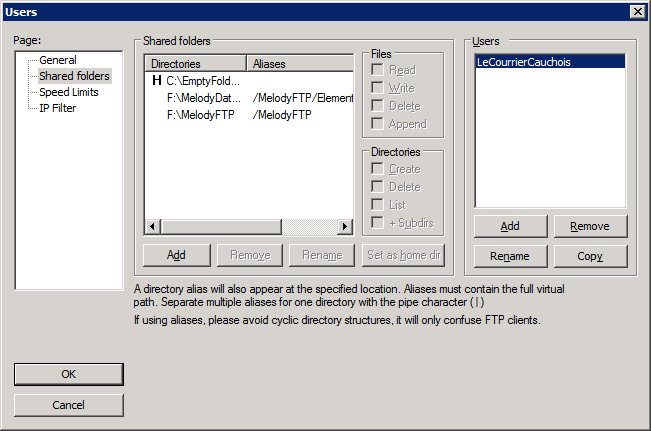 Users
Page:
General
Shared folders
Speed Limits
IP Filter
OK
Cancel
Shared folders
Directories Aliases
H C:\EmptyFold...
F:\MelodyDat... /MelodyFTP/Element
F:\MelodyFTP /MelodyFTP
Add Remove Rename Set as home dir
Files
Read
Write
Delete
Append
Directories
Create
Delete
List
+ Subdirs
Users
LeCourrierCauchois
Add Remove
Rename Copy
A directory alias will also appear at the specified location. Aliases must contain the full virtual
path. Separate multiple aliases for one directory with the pipe character ( | )
If using aliases, please avoid cyclic directory structures, it will only confuse FTP clients.